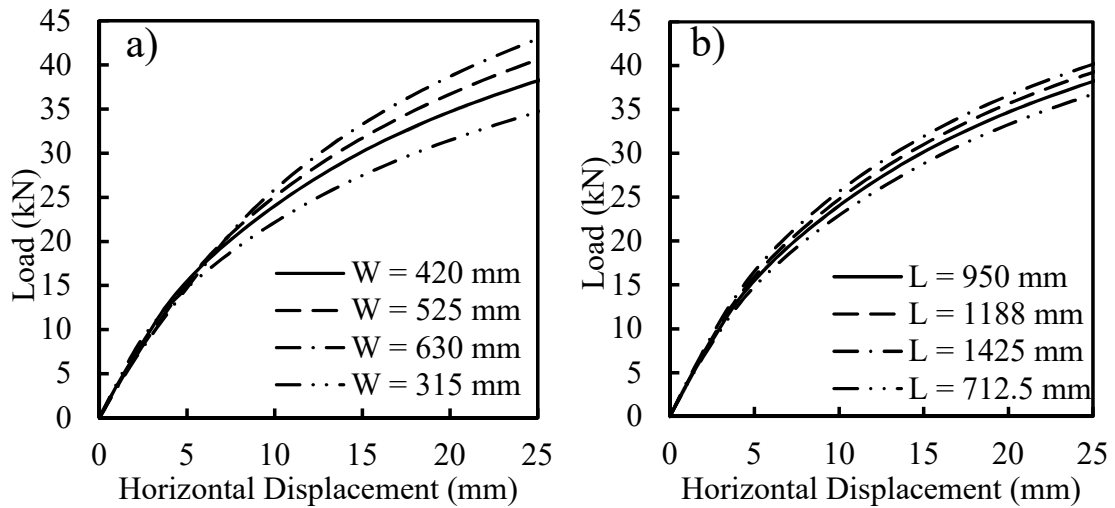 a)
Load (kN)
45
40
35
30
25
20
15
10
5
0
W = 420 mm
W = 525 mm
W = 630 mm
W = 315 mm
0 5 10 15 20 25
Horizontal Displacement (mm)
b)
Load (kN)
45
40
35
30
25
20
15
10
5
0
L = 950 mm
L = 1188 mm
L = 1425 mm
L = 712.5 mm
0 5 10 15 20 25
Horizontal Displacement (mm)